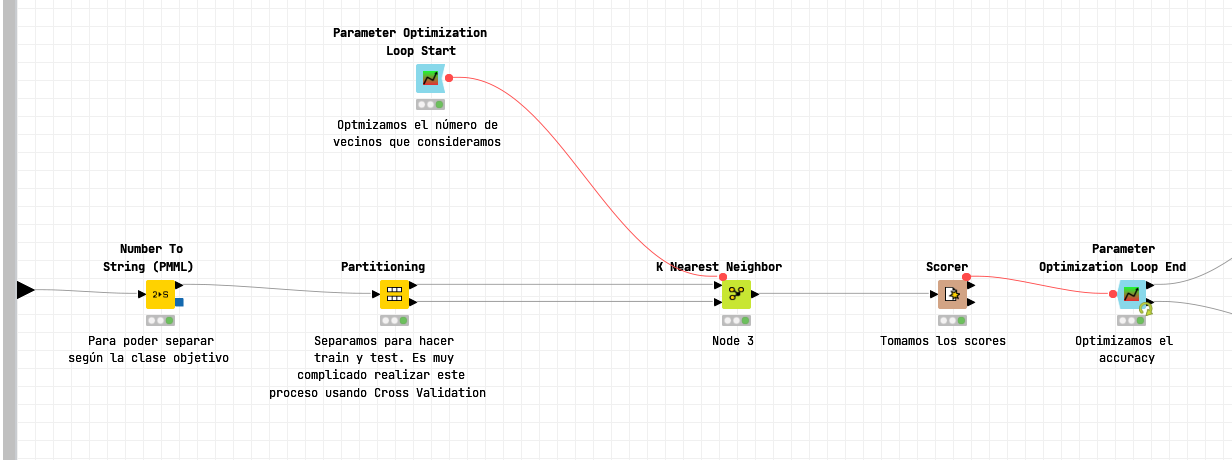 Parameter Optimization
Loop Start
Optmizamos el número de
vecinos que consideramos
Number To
String (PMML)
2▸S
Para poder separar
según la clase objetivo
Partitioning
Separamos para hacer
train y test. Es muy
complicado realizar este
proceso usando Cross Validation
K Nearest Neighbor
Node 3
Scorer
Tomamos los scores
Parameter
Optimization Loop End
Optimizamos el
accuracy